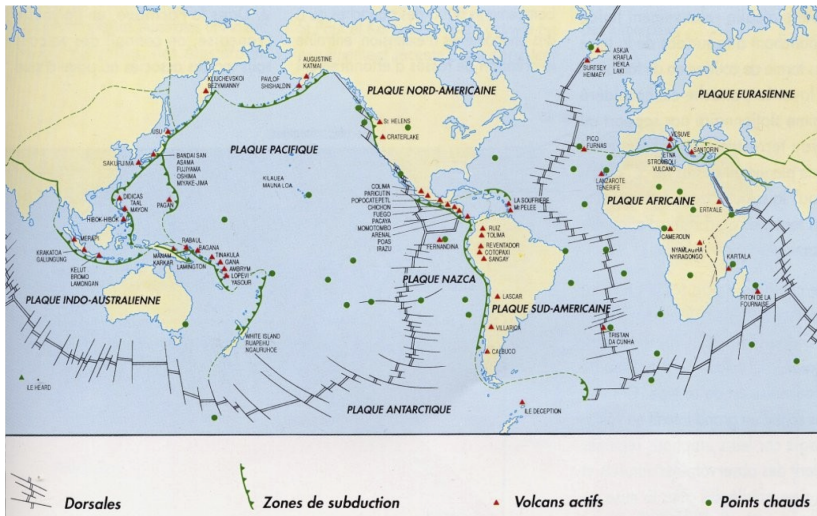 AUGUSTINE
KATMAI
KLIUCHEVSKOI
BEZYMIANNY
PAVLOF
SHISHALDIN
PLAQUE NORD-AMERICAINE
ASKJA
KRAFLA
HEKLA
LAKI
SURTSEY
HEIMAEY
PLAQUE EURASIENNE
St HELENS
CRATEPLAKE
USU
PLAQUE PACIFIQUE
SAKURJIMA
BANDAI SAN
ASAMA
FUJIYAMA
OSHIMA
MIYAKE-JIMA
PICO
FURNAS
VESUVE
ETNA
STROMBOLI
VULCANO
SANTORIN
KILAUEA
MAUNA LOA
LANZAROTE
TENERIFE
DIDICAS
TAAL
MAYON
PAGAN
HIBOK-HIBOK
COLIMA
PARICUTIN
POPOCATEPETL
CHICHON
FUEGO
PACAYA
MOMOTOMBO
ARENAL
POAS
IRAZU
LA SOUFRIERE
Mt PELEE
PLAQUE AFRICAINE
ERTA'ALE
RUIZ
TOLIMA
REVENTADOR
COTOPAXI
SANGAY
FERNANDINA
CAMEROUN
NYIRAGONGO
KARTALA
MERAPI
KRAKATOA
GALUNGUNG
KELUT
BROMO
LAMONGAN
RABAUL
BAGANA
MANAM
KARKAR
LAMINGTON
TINAKULA
GANA
AMBRYM
LOPEVI
YASOUR
PLAQUE NAZCA
PLAQUE INDO-AUSTRALIENNE
PLAQUE SUD-AMERICAINE
LASCAR
PITON DE LA
FOURNAISE
WHITE ISLAND
RUAPEHU
NGAURUHOE
VILLARICA
CALBUCO
TRISTAN
DA CUNHA
ILE HEARD
PLAQUE ANTARCTIQUE
ILE DECEPTION
Dorsales
Zones de subduction
Volcans actifs
Points chauds